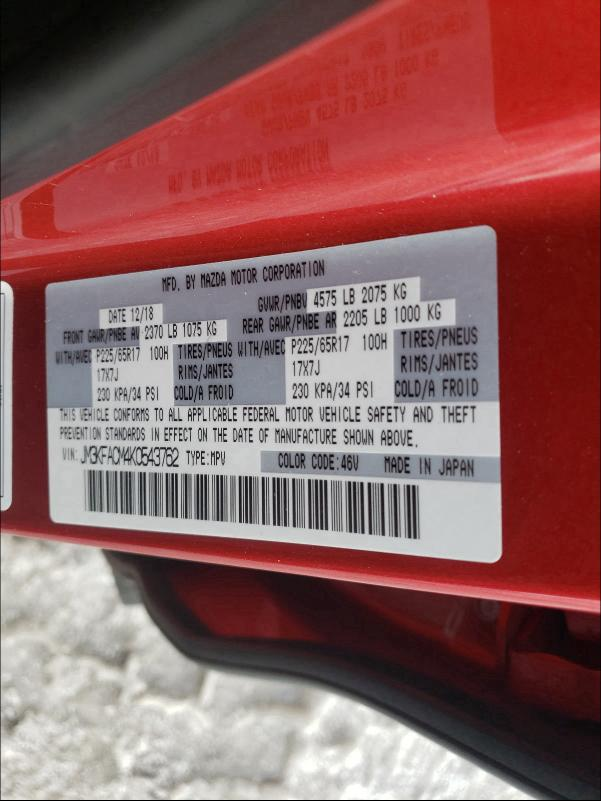 MFD. BY MAZDA MOTOR CORPORATION
DATE 12/18 GVWR/PNBV 4575 LB 2075 KG
FRONT GAWR/PNBE AV 2370 LB 1075 KG REAR GAWR/PNBE AR 2205 LB 1000 KG
WITH/AVEC P225/65R17 100H TIRES/PNEUS WITH/AVEC P225/65R17 100H TIRES/PNEUS
17X7J RIMS/JANTES 17X7J RIMS/JANTES
230 KPA/34 PSI COLD/A FROID 230 KPA/34 PSI COLD/A FROID
THIS VEHICLE CONFORMS TO ALL APPLICABLE FEDERAL MOTOR VEHICLE SAFETY AND THEFT
PREVENTION STANDARDS IN EFFECT ON THE DATE OF MANUFACTURE SHOWN ABOVE.
VIN: JM3KFACM4K0543762 TYPE:MPV COLOR CODE:46V MADE IN JAPAN